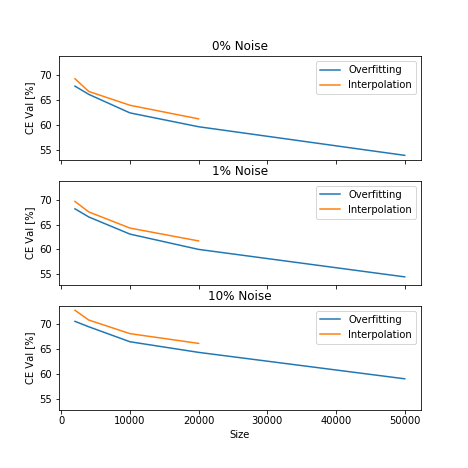 0% Noise
CE Val [%]
70
65
60
55
Overfitting
Interpolation
1% Noise
CE Val [%]
70
65
60
55
Overfitting
Interpolation
10% Noise
CE Val [%]
70
65
60
55
Overfitting
Interpolation
0 10000 20000 30000 40000 50000
Size